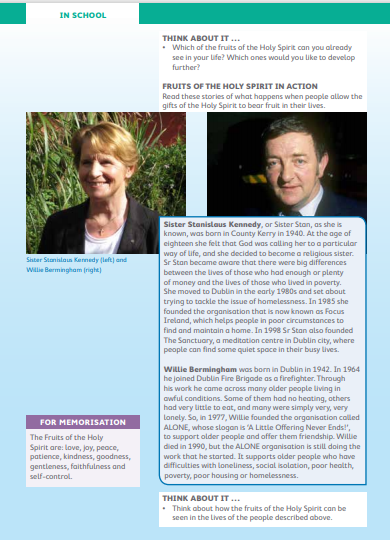 IN SCHOOL
THINK ABOUT IT ...
• Which of the fruits of the Holy Spirit can you already
see in your life? Which ones would you like to develop
further?
FRUITS OF THE HOLY SPIRIT IN ACTION
Read these stories of what happens when people allow the
gifts of the Holy Spirit to bear fruit in their lives.
Sister Stanislaus Kennedy (left) and
Willie Bermingham (right)
Sister Stanislaus Kennedy, or Sister Stan, as she is
known, was born in County Kerry in 1940. At the age of
eighteen she felt that God was calling her to a particular
way of life, and she decided to become a religious sister.
Sr Stan became aware that there were big differences
between the lives of those who had enough or plenty
of money and the lives of those who lived in poverty.
She moved to Dublin in the early 1980s and set about
trying to tackle the issue of homelessness. In 1985 she
founded the organisation that is now known as Focus
Ireland, which helps people in poor circumstances to
find and maintain a home. In 1998 Sr Stan also founded
The Sanctuary, a meditation centre in Dublin city, where
people can find some quiet space in their busy lives.
Willie Bermingham was born in Dublin in 1942. In 1964
he joined Dublin Fire Brigade as a firefighter. Through
his work he came across many older people living in
awful conditions. Some of them had no heating, others
had very little to eat, and many were simply very, very
lonely. So, in 1977, Willie founded the organisation called
ALONE, whose slogan is ‘A Little Offering Never Ends!’,
to support older people and offer them friendship. Willie
died in 1990, but the ALONE organisation is still doing the
work that he started. It supports older people who have
difficulties with loneliness, social isolation, poor health,
poverty, poor housing or homelessness.
FOR MEMORISATION
The Fruits of the Holy
Spirit are: love, joy, peace,
patience, kindness, goodness,
gentleness, faithfulness and
self-control.
THINK ABOUT IT ...
• Think about how the fruits of the Holy Spirit can be
seen in the lives of the people described above.